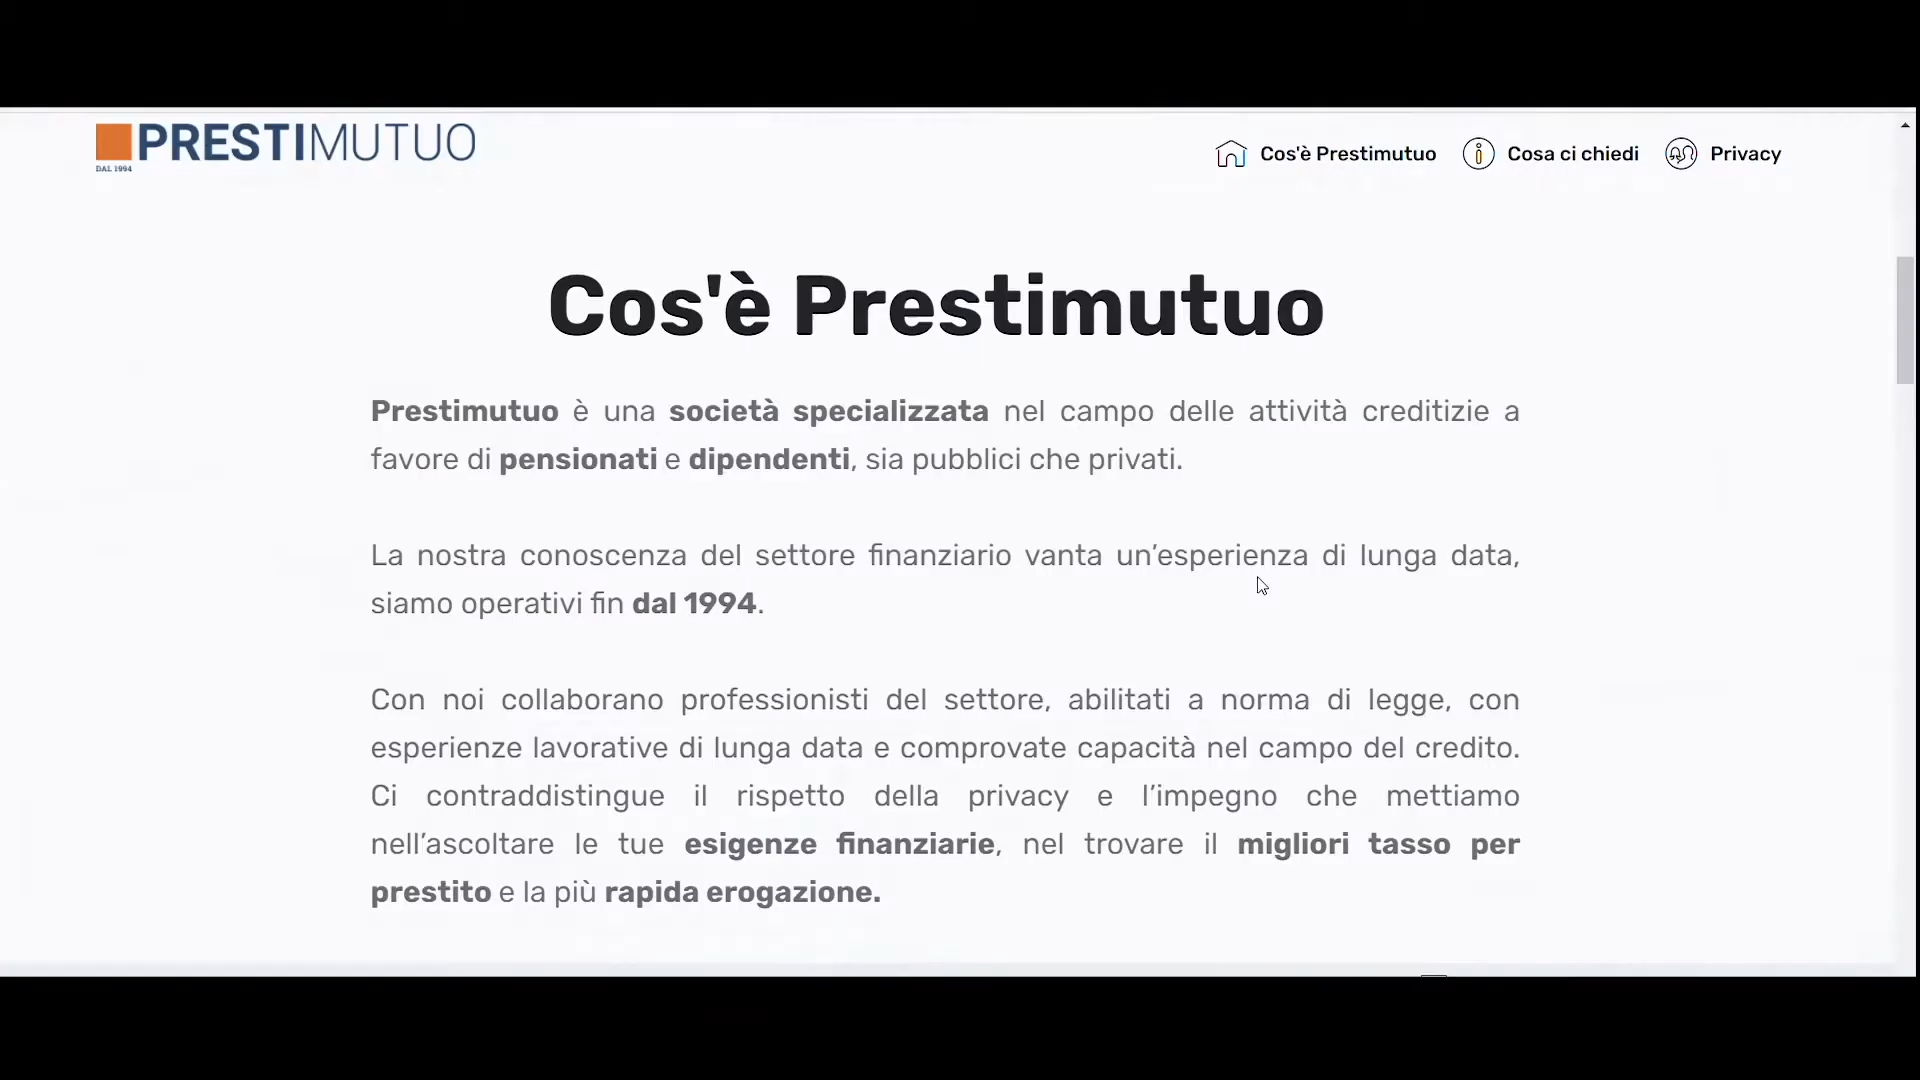 PRESTIMUTUO
DAL 1994
Cos'è Prestimutuo
Cosa ci chiedi
Privacy
Cos'è Prestimutuo
Prestimutuo è una società specializzata nel campo delle attività creditizie a
favore di pensionati e dipendenti, sia pubblici che privati.
La nostra conoscenza del settore finanziario vanta un’esperienza di lunga data,
siamo operativi fin dal 1994.
Con noi collaborano professionisti del settore, abilitati a norma di legge, con
esperienze lavorative di lunga data e comprovate capacità nel campo del credito.
Ci contraddistingue il rispetto della privacy e l’impegno che mettiamo
nell’ascoltare le tue esigenze finanziarie, nel trovare il migliori tasso per
prestito e la più rapida erogazione.